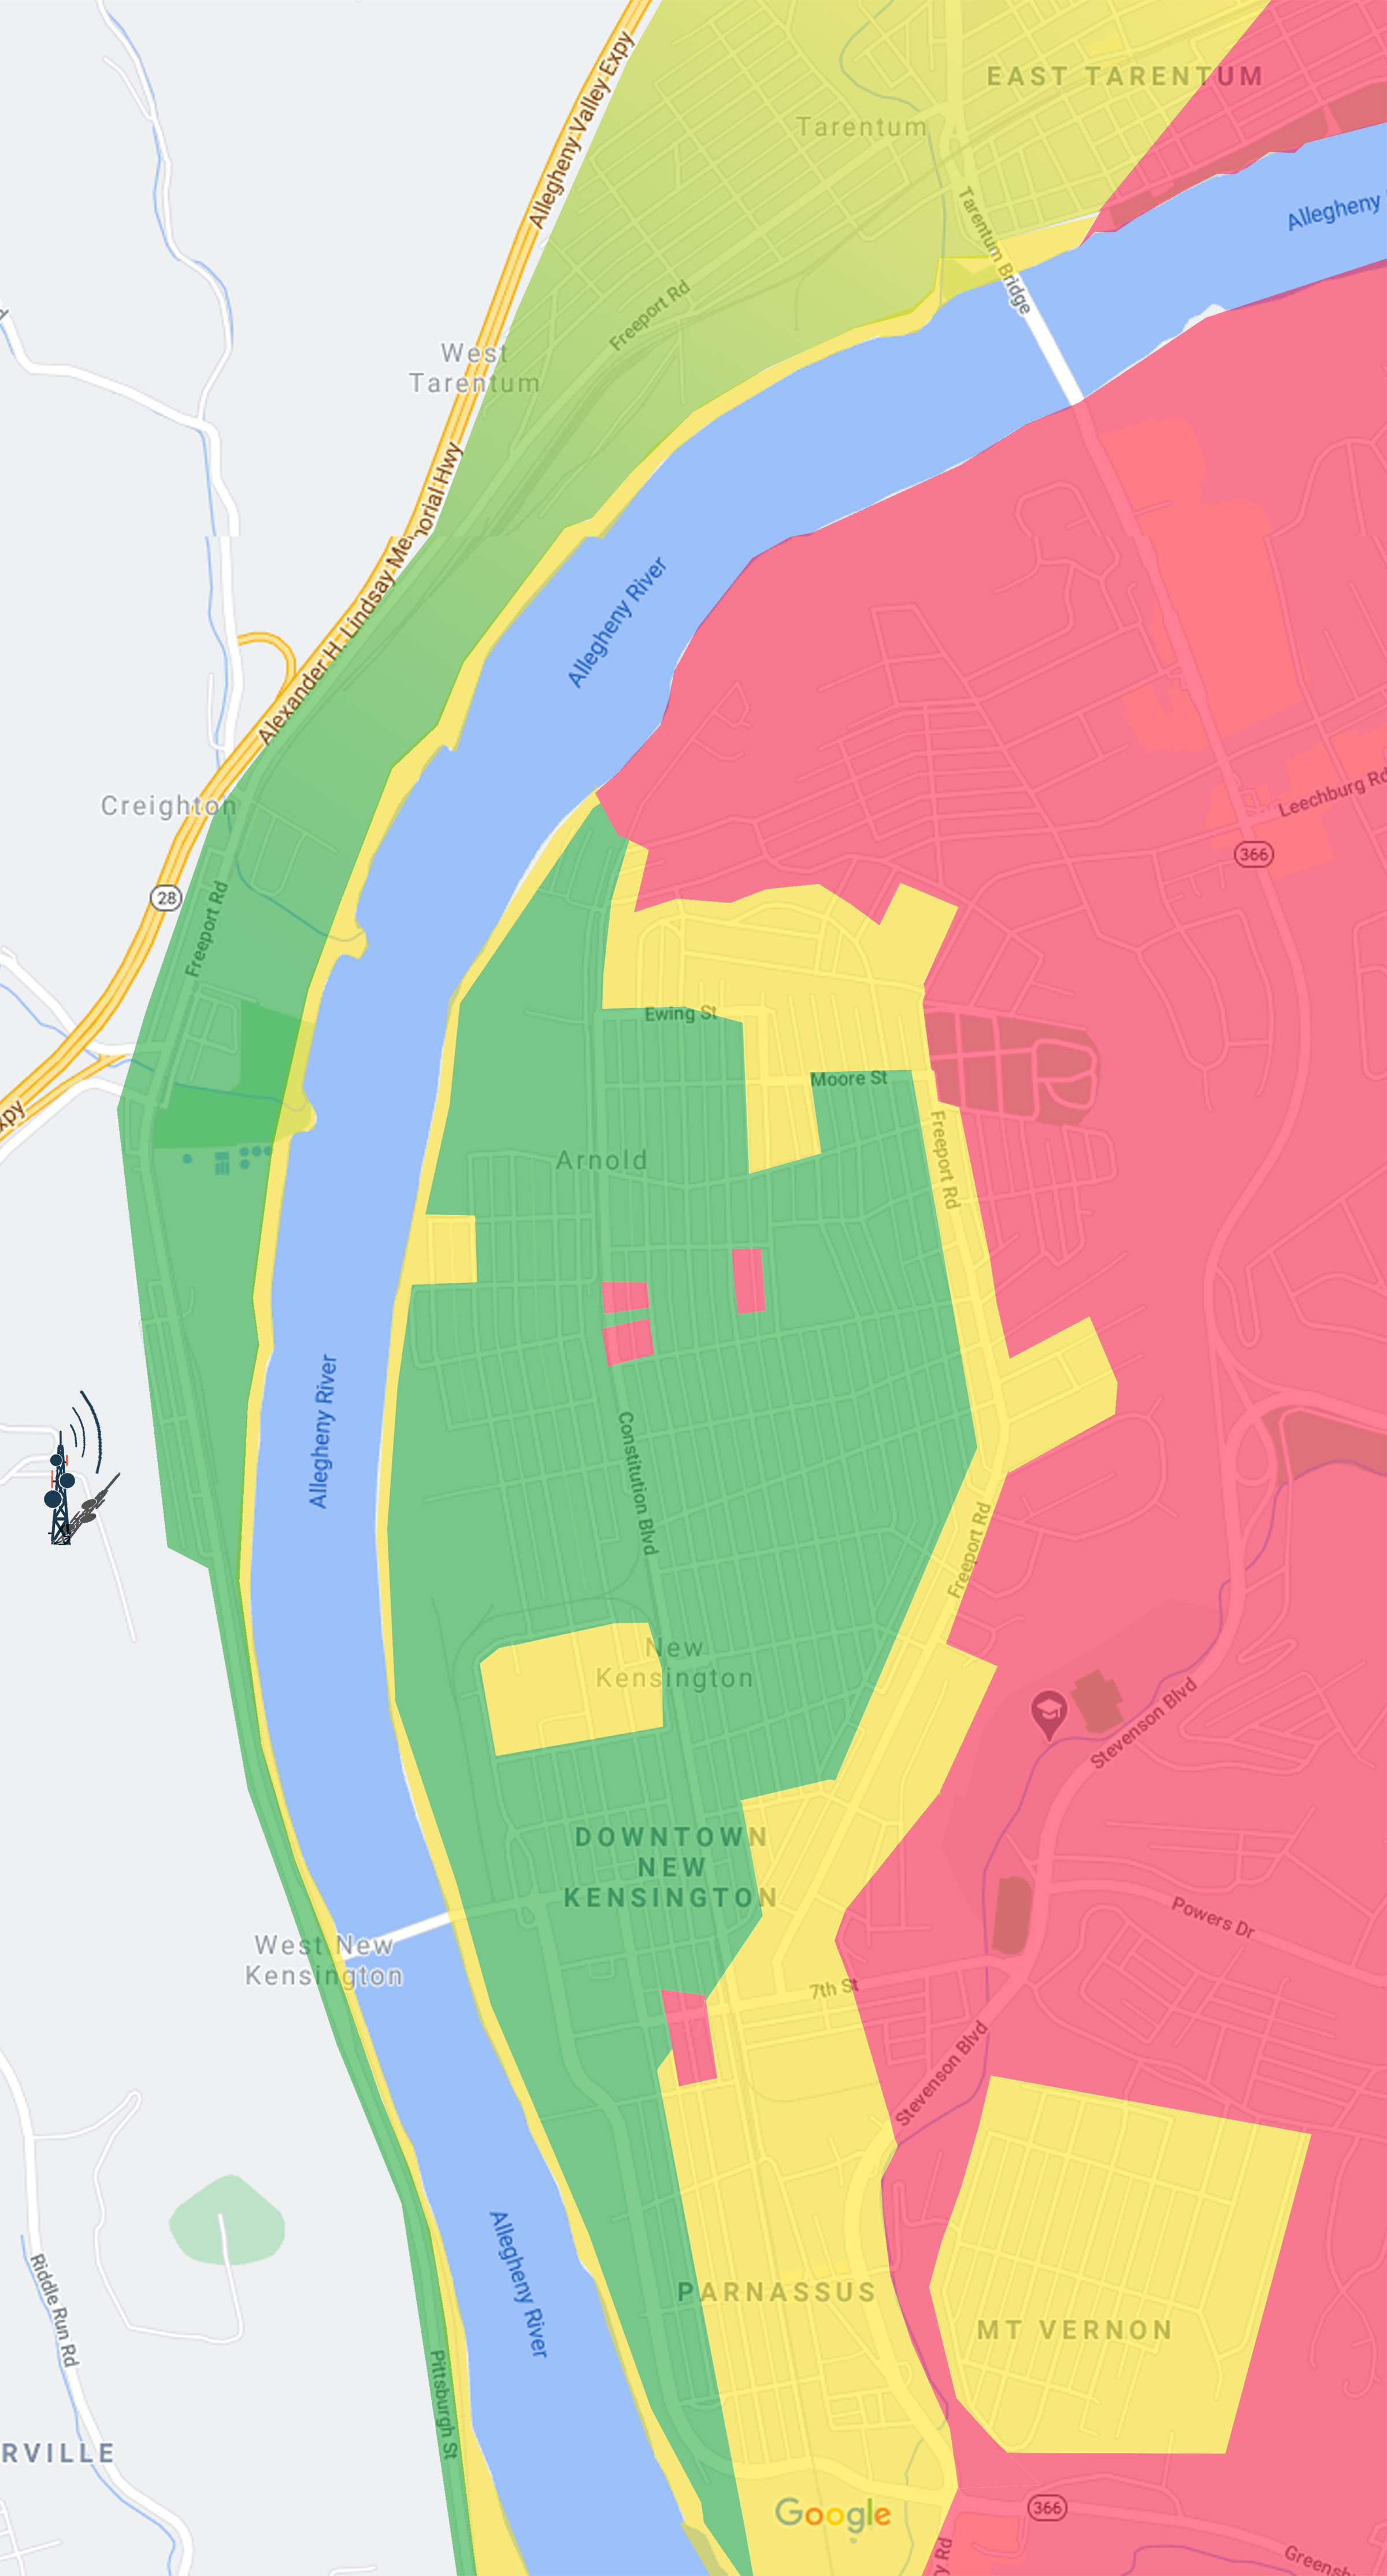 Allegheny Valley Expy
EAST TARENTUM
Tarentum
Allegheny
Tarentum Bridge
Freeport Rd
West
Tarentum
Alexander H. Lindsay Memorial Hwy
Allegheny River
Creighton
Leechburg Rd
366
28
Freeport Rd
Ewing St
Moore St
xpy
Arnold
Freeport Rd
Allegheny River
Constitution Blvd
Freeport Rd
New
Kensington
Stevenson Blvd
DOWNTOWN
NEW
KENSINGTON
Powers Dr
West New
Kensington
7th St
Stevenson Blvd
Allegheny River
Riddle Run Rd
PARNASSUS
MT VERNON
Pittsburgh St
RVILLE
Google
366
y Rd
Greensb